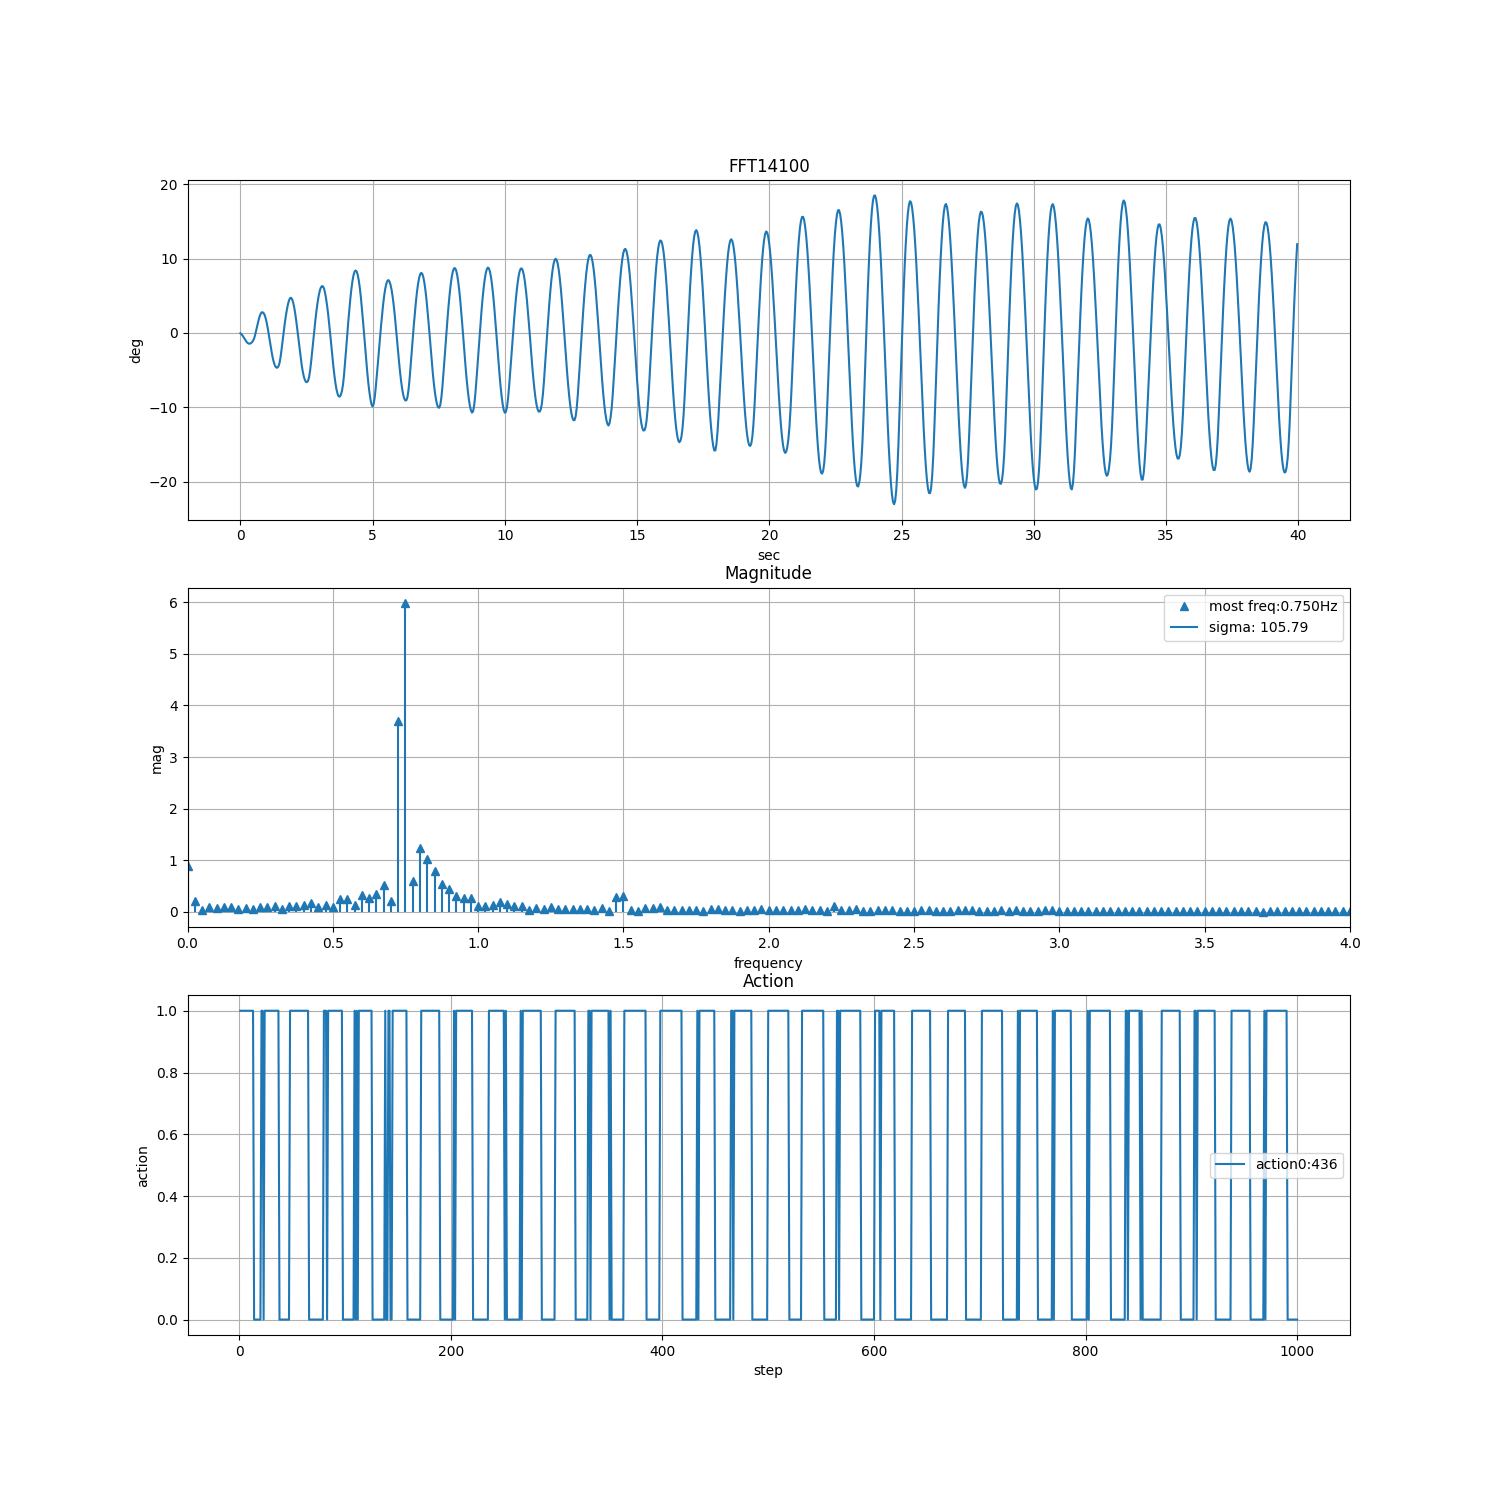 FFT14100
20
10
0
−10
−20
deg
0 5 10 15 20 25 30 35 40
sec
Magnitude
6
5
4
3
2
1
0
mag
most freq:0.750Hz
sigma: 105.79
0.0 0.5 1.0 1.5 2.0 2.5 3.0 3.5 4.0
frequency
Action
1.0
0.8
0.6
0.4
0.2
0.0
action
action0:436
0 200 400 600 800 1000
step